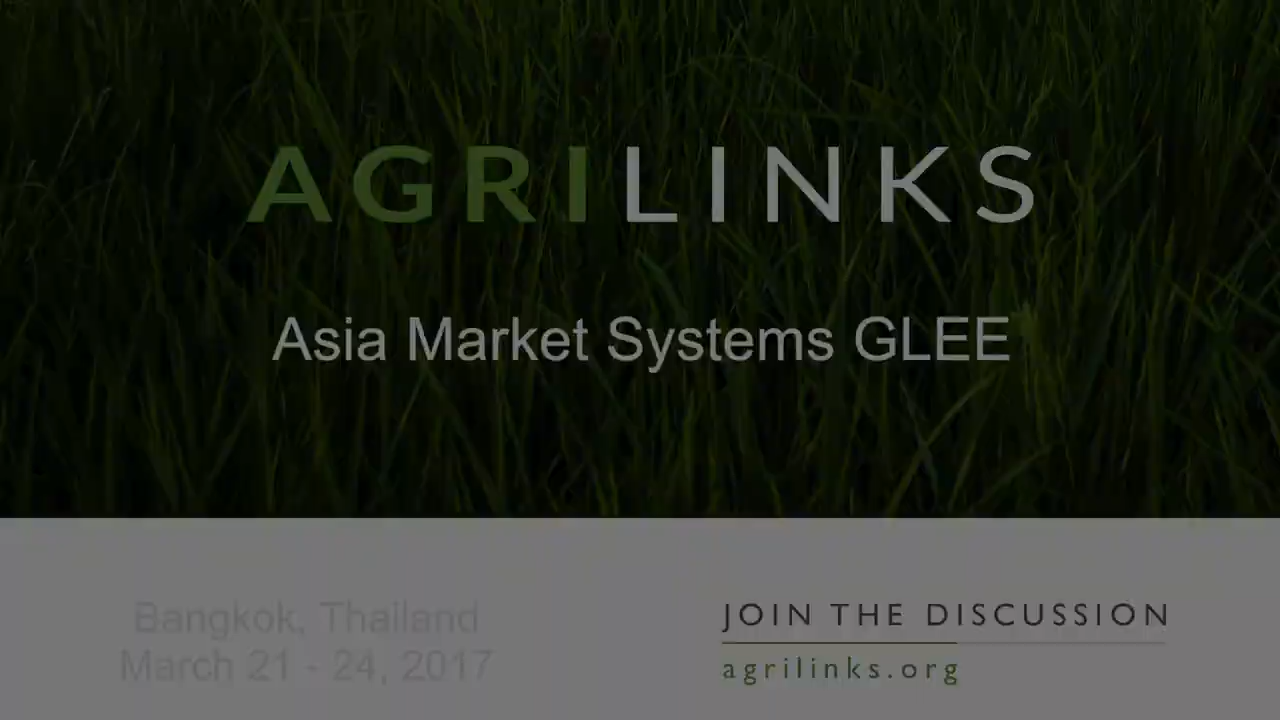 AGRILINKS
Asia Market Systems GLEE
Bangkok, Thailand
March 21 - 24, 2017
JOIN THE DISCUSSION
agrilinks.org